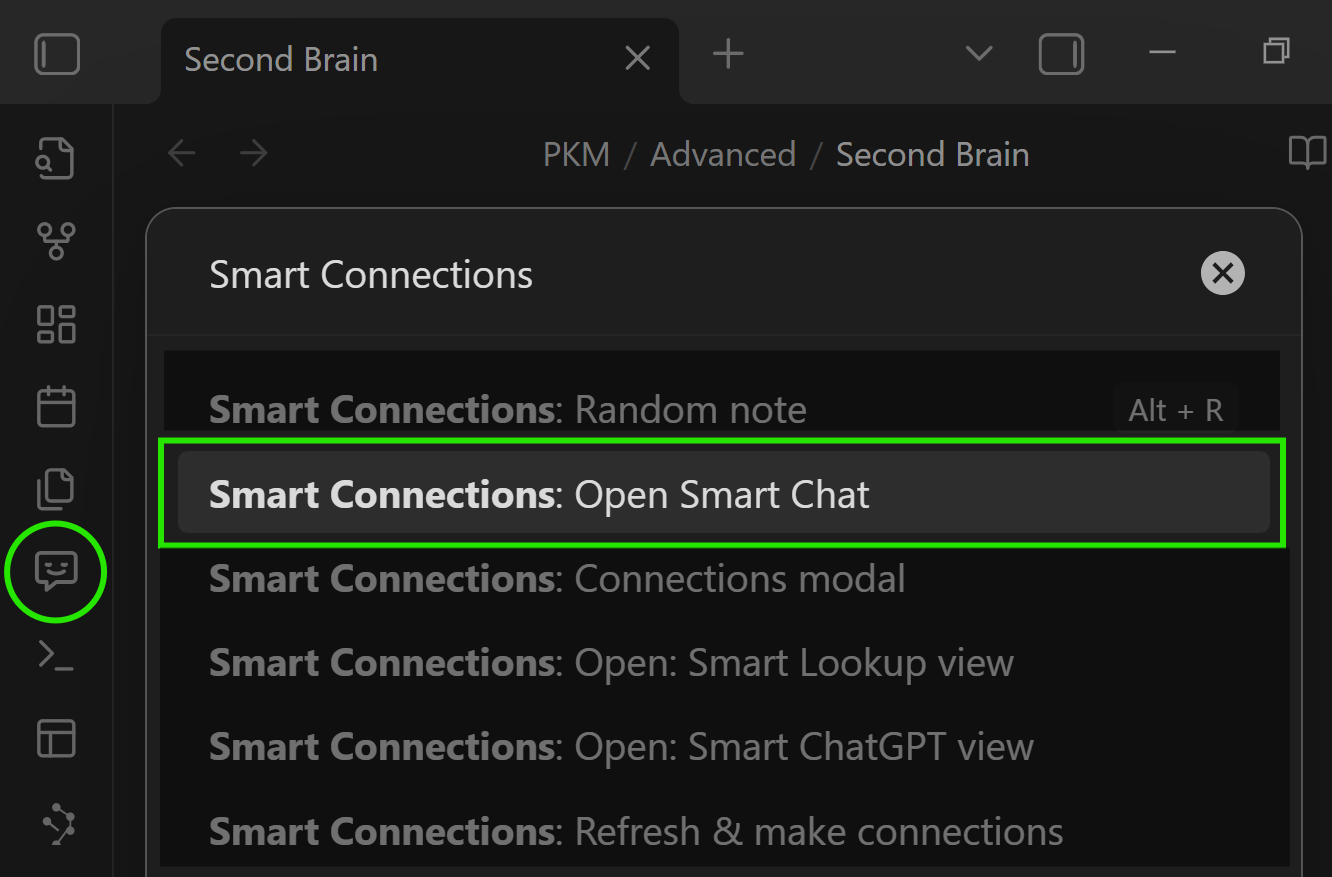 Second Brain
PKM / Advanced / Second Brain
Smart Connections
Smart Connections: Random note Alt + R
Smart Connections: Open Smart Chat
Smart Connections: Connections modal
Smart Connections: Open: Smart Lookup view
Smart Connections: Open: Smart ChatGPT view
Smart Connections: Refresh & make connections